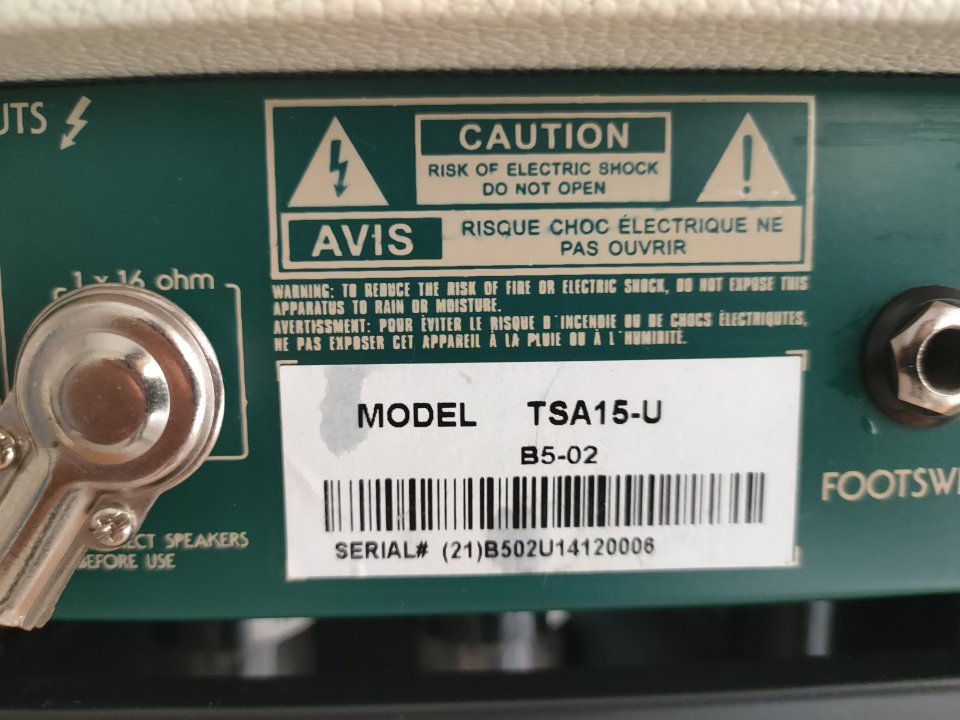 UTS
CAUTION
RISK OF ELECTRIC SHOCK
DO NOT OPEN
AVIS
RISQUE CHOC ÉLECTRIQUE NE
PAS OUVRIR
1 x 16 ohm
WARNING: TO REDUCE THE RISK OF FIRE OR ELECTRIC SHOCK, DO NOT EXPOSE THIS
APPARATUS TO RAIN OR MOISTURE.
AVERTISSMENT: POUR ÉVITER LE RISQUE D'INCENDIE OU DE CHOCS ÉLECTRIQUTES,
NE PAS EXPOSER CET APPAREIL À LA PLUIE OU À L'HUMIDITE.
MODEL TSA15-U
B5-02
SERIAL# (21)B502U14120006
FOOTSW
ECT SPEAKERS
BEFORE USE